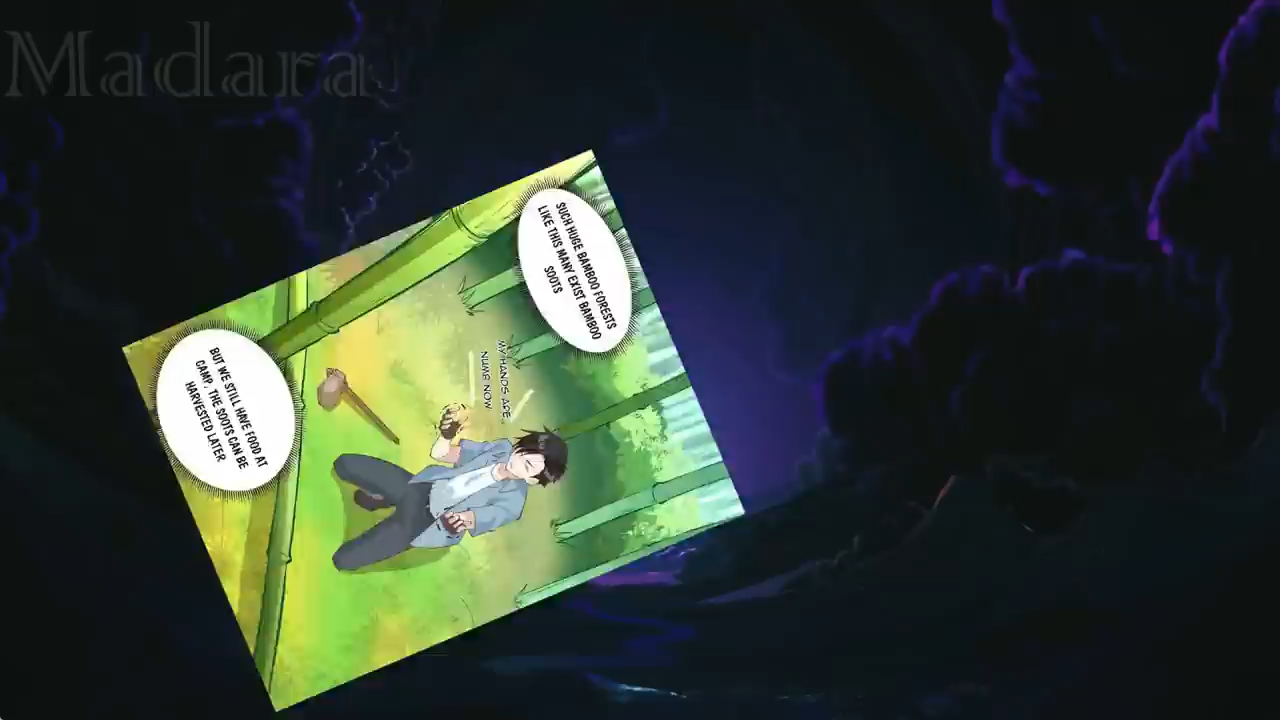 Madara
SUCH HUGE BAMBOO FORESTS
LIKE THIS MANY EXIST BAMBOO
SOOTS
MY HANDS ARE
NUMB NOW
BUT WE STILL HAVE FOOD AT
CAMP, THE SOOTS CAN BE
HARVESTED LATER